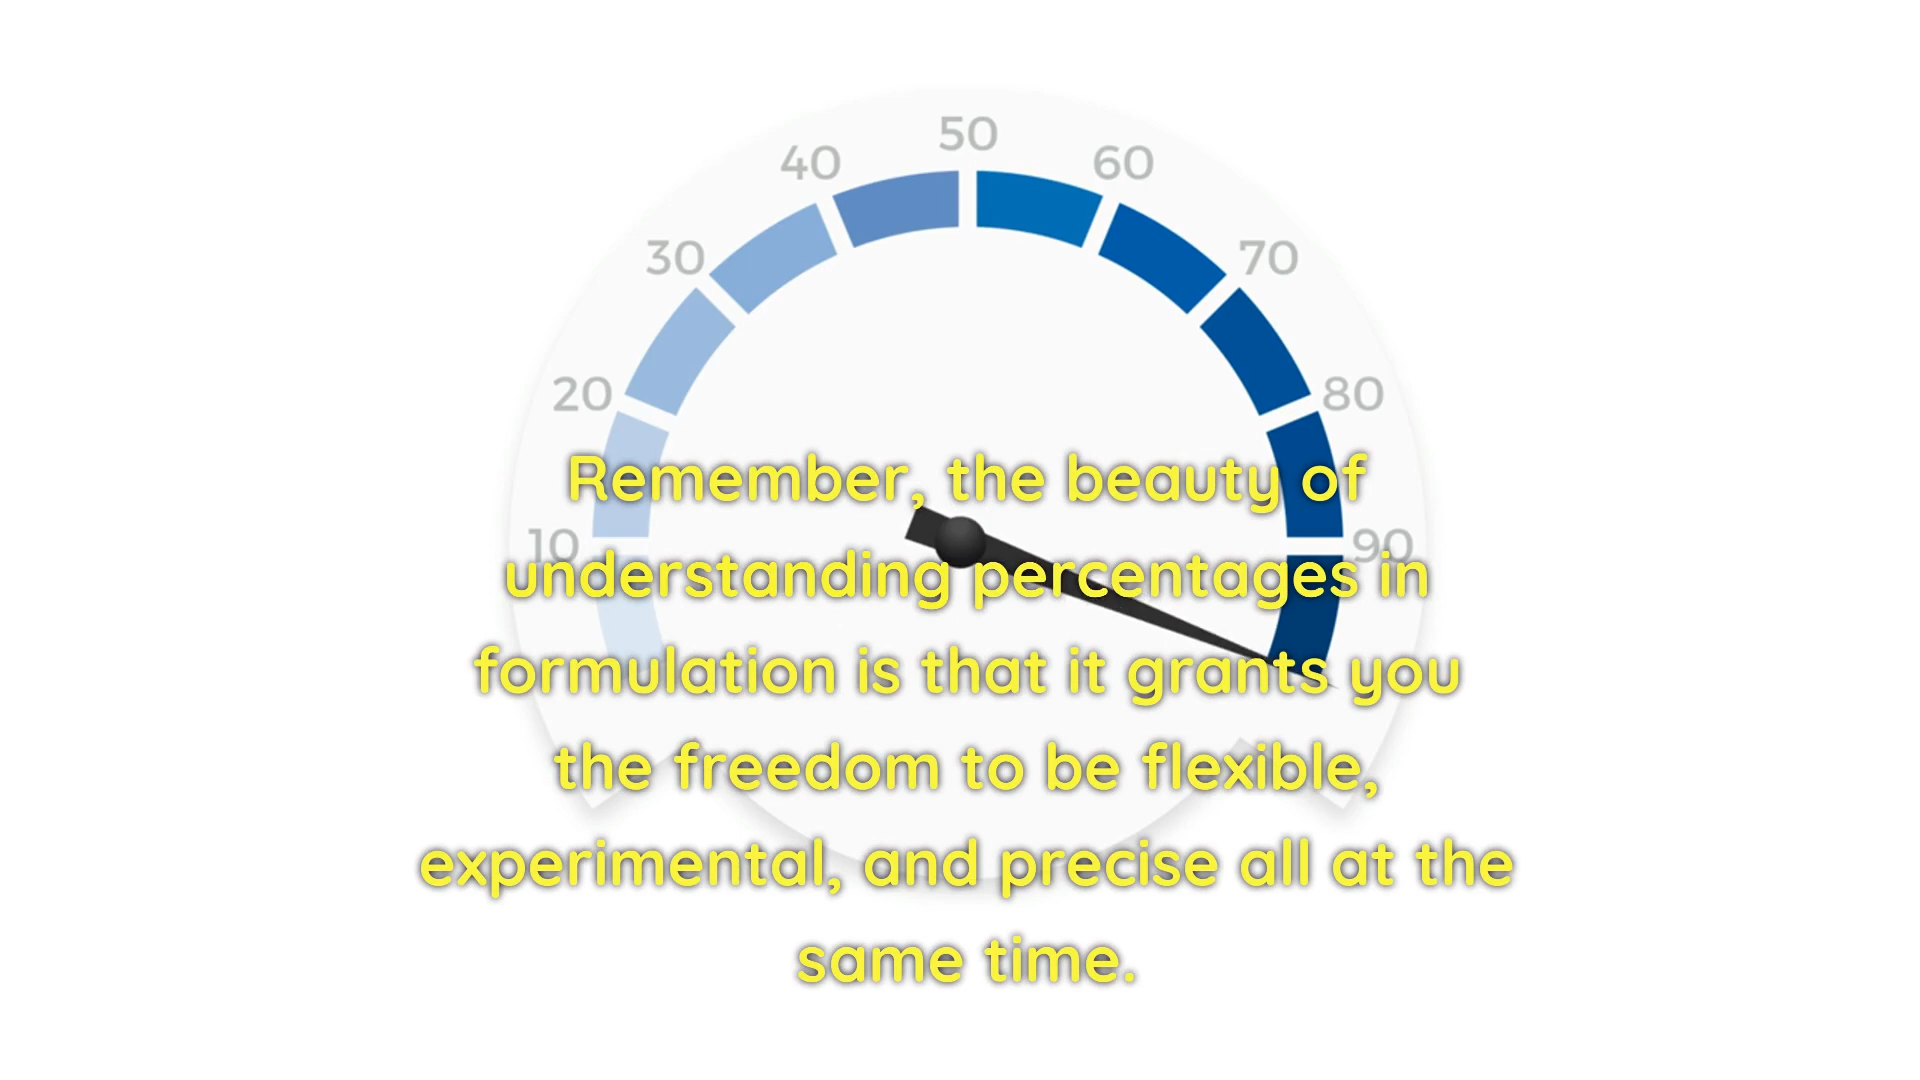 50
40
60
30
70
20
80
Remember, the beauty of
10
90
understanding percentages in
formulation is that it grants you
the freedom to be flexible,
experimental, and precise all at the
same time.